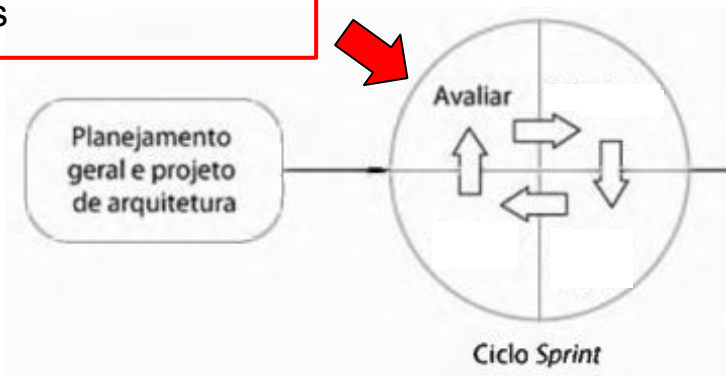 s
Avaliar
Planejamento
geral e projeto
de arquitetura
Ciclo Sprint